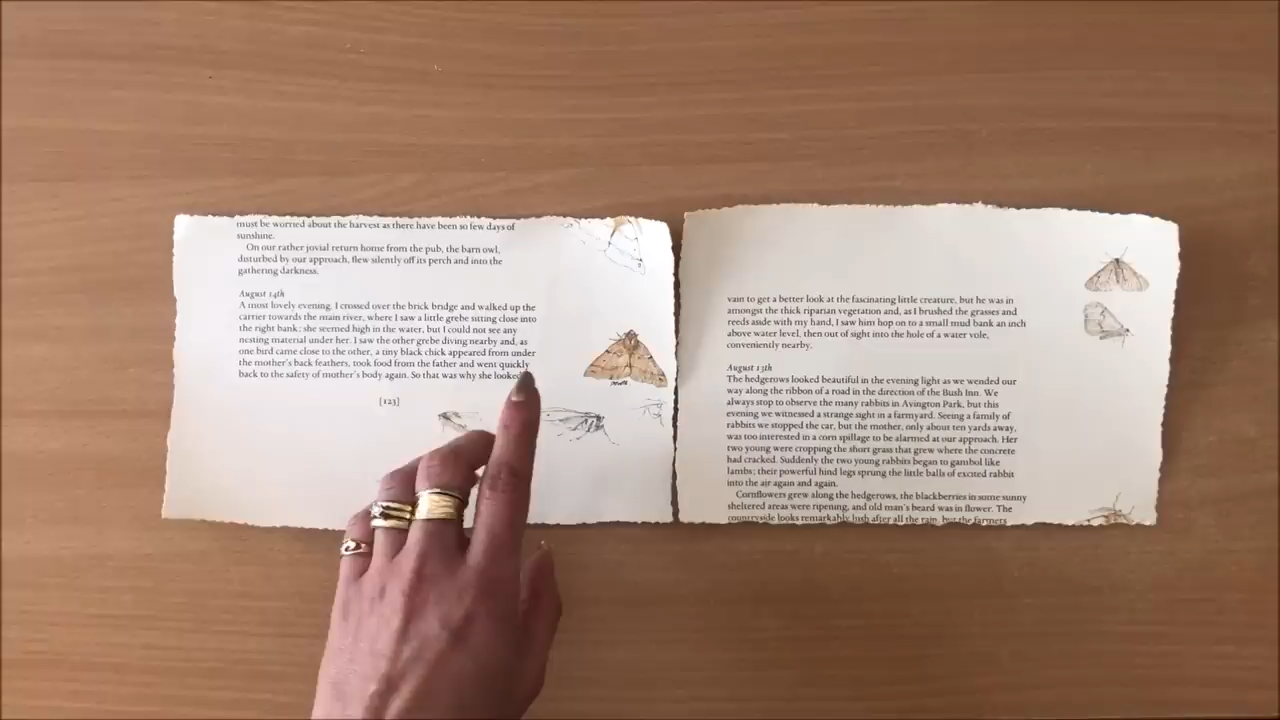 must be worried about the harvest as there have been so few days of
sunshine.
On our rather jovial return home from the pub, the barn owl,
disturbed by our approach, flew silently off its perch and into the
gathering darkness.
August 14th
A most lovely evening. I crossed over the brick bridge and walked up the
carrier towards the main river, where I saw a little grebe sitting close into
the right bank; she seemed high in the water, but I could not see any
nesting material under her. I saw the other grebe diving nearby and, as
one bird came close to the other, a tiny black chick appeared from under
the mother's back feathers, took food from the father and went quickly
back to the safety of mother's body again. So that was why she looked
[123]
vain to get a better look at the fascinating little creature, but he was in
amongst the thick riparian vegetation and, as I brushed the grasses and
reeds aside with my hand, I saw him hop on to a small mud bank an inch
above water level, then out of sight into the hole of a water vole,
conveniently nearby.
August 13th
The hedgerows looked beautiful in the evening light as we wended our
way along the ribbon of a road in the direction of the Bush Inn. We
always stop to observe the many rabbits in Avington Park, but this
evening we witnessed a strange sight in a farmyard. Seeing a family of
rabbits we stopped the car, but the mother, only about ten yards away,
was too interested in a corn spillage to be alarmed at our approach. Her
two young were cropping the short grass that grew where the concrete
had cracked. Suddenly the two young rabbits began to gambol like
lambs; their powerful hind legs sprung the little balls of excited rabbit
into the air again and again.
Cornflowers grew along the hedgerows, the blackberries in some sunny
sheltered areas were ripening, and old man's beard was in flower. The
countryside looks remarkably lush after all the rain, but the farmers